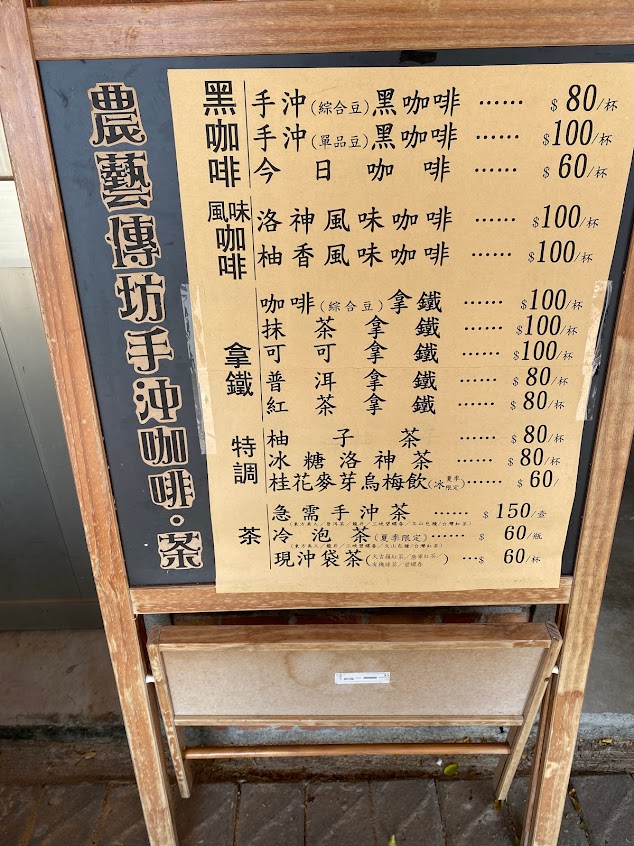 農藝傳坊手沖咖啡・茶
黑咖啡
手沖(綜合豆)黑咖啡 …… $80/杯
手沖(單品豆)黑咖啡 …… $100/杯
今日咖啡 …… $60/杯
風味咖啡
洛神風味咖啡 …… $100/杯
柚香風味咖啡 …… $100/杯
拿鐵
咖啡(綜合豆)拿鐵 …… $100/杯
抹茶拿鐵 …… $100/杯
可可拿鐵 …… $100/杯
普洱拿鐵 …… $80/杯
紅茶拿鐵 …… $80/杯
特調
柚子茶 …… $80/杯
冰糖洛神茶 …… $80/杯
桂花麥芽烏梅飲(冰夏季限定)…… $60/
茶
急需手沖茶 …… $150/壺
冷泡茶(夏季限定)…… $60/瓶
現沖袋茶 …$60/杯